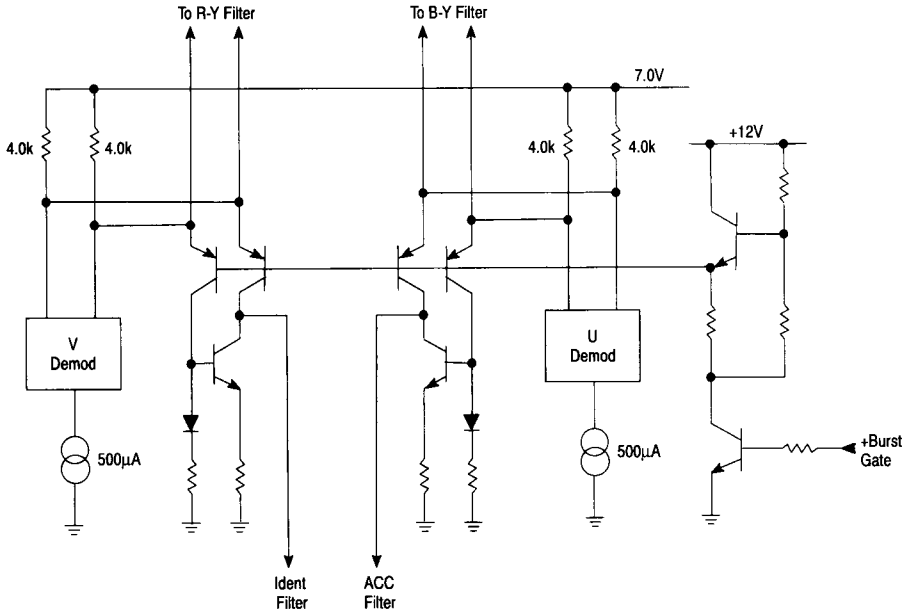 To R-Y Filter
To B-Y Filter
7.0V
4.0k
4.0k
4.0k
4.0k
+12V
V
Demod
U
Demod
500μA
500μA
+Burst
Gate
Ident
Filter
ACC
Filter